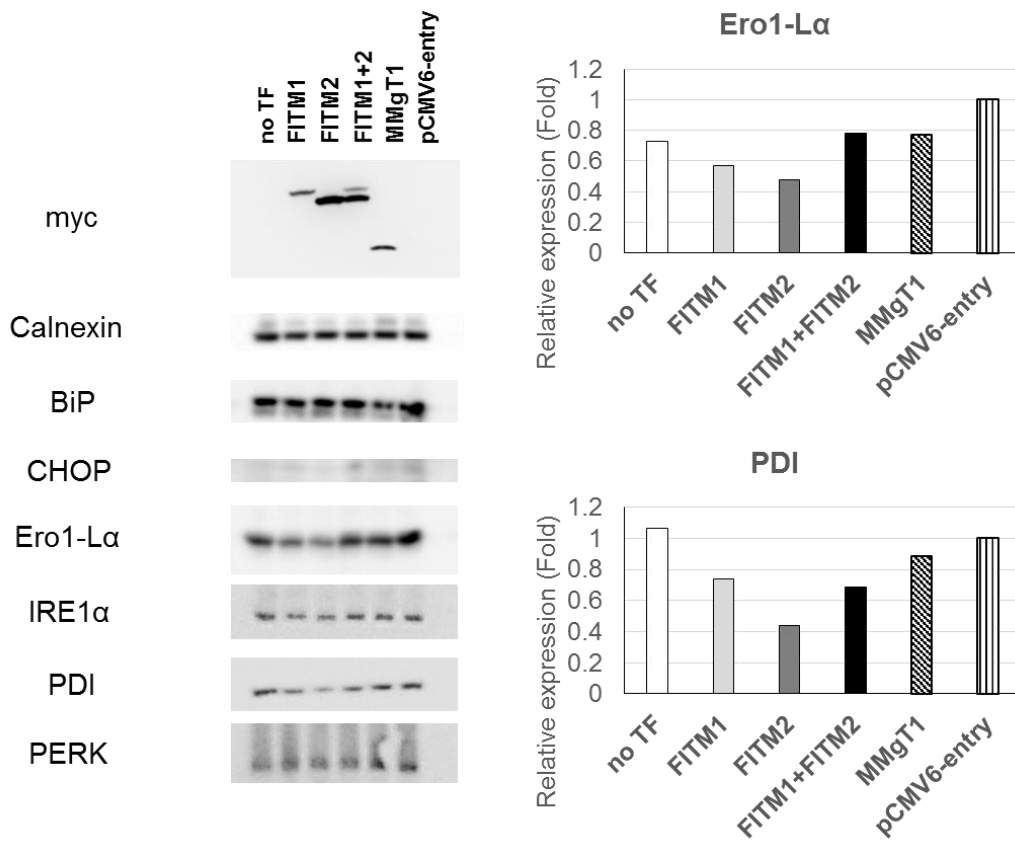 no TF
FITM1
FITM2
FITM1+2
MMgT1
pCMV6-entry
myc
Calnexin
BiP
CHOP
Ero1-Lα
IRE1α
PDI
PERK
Ero1-Lα
Relative expression (Fold)
1.2
1
0.8
0.6
0.4
0.2
0
no TF
FITM1
FITM2
FITM1+FITM2
MMgT1
pCMV6-entry
PDI
Relative expression (Fold)
1.2
1
0.8
0.6
0.4
0.2
0
no TF
FITM1
FITM2
FITM1+FITM2
MMgT1
pCMV6-entry